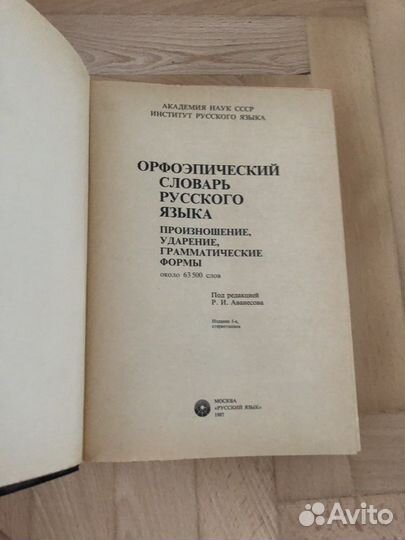 АКАДЕМИЯ НАУК СССР
ИНСТИТУТ РУССКОГО ЯЗЫКА
ОРФОЭПИЧЕСКИЙ
СЛОВАРЬ
РУССКОГО
ЯЗЫКА
ПРОИЗНОШЕНИЕ,
УДАРЕНИЕ,
ГРАММАТИЧЕСКИЕ
ФОРМЫ
около 63 500 слов
Под редакцией
Р. И. Аванесова
Издание 3-е,
стереотипное
МОСКВА
«РУССКИЙ ЯЗЫК»
1987
Avito